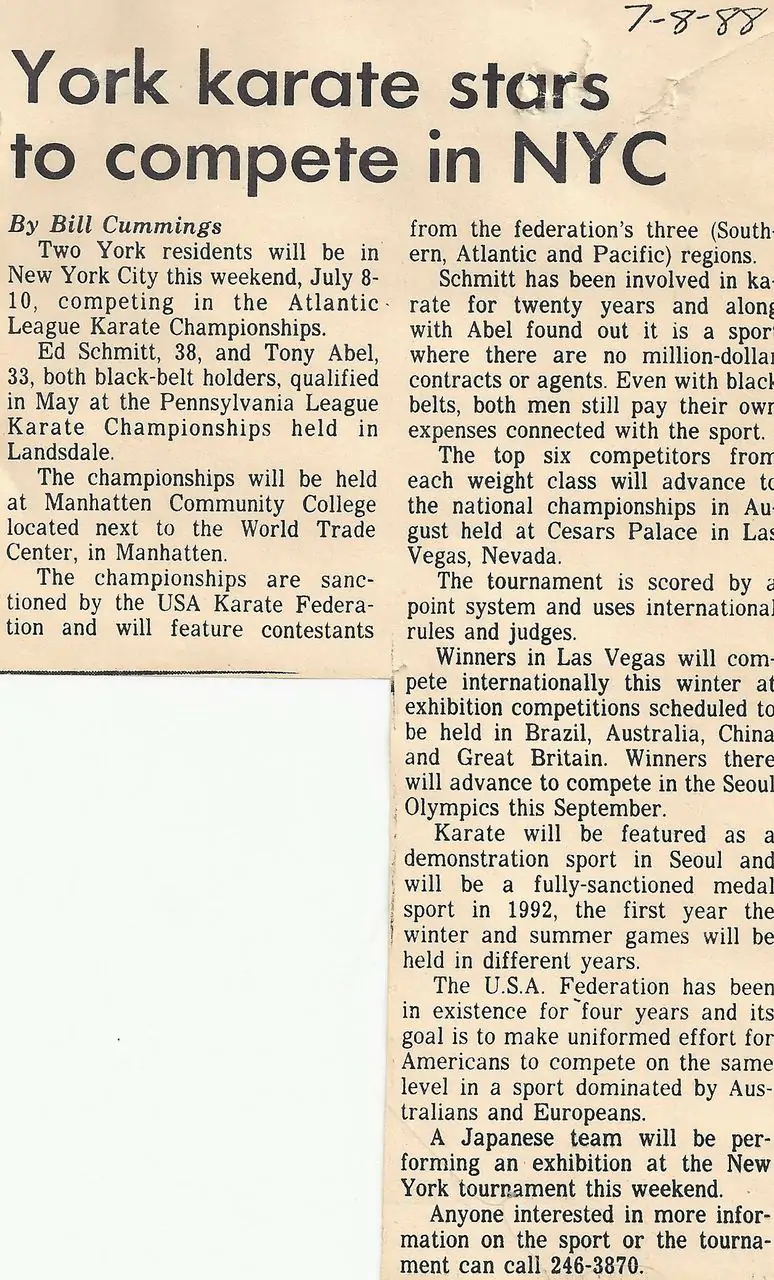 7-8-88
York karate stars
to compete in NYC
By Bill Cummings
Two York residents will be in
New York City this weekend, July 8-
10, competing in the Atlantic
League Karate Championships.
Ed Schmitt, 38, and Tony Abel,
33, both black-belt holders, qualified
in May at the Pennsylvania League
Karate Championships held in
Landsdale.
The championships will be held
at Manhatten Community College
located next to the World Trade
Center, in Manhatten.
The championships are sanc-
tioned by the USA Karate Federa-
tion and will feature contestants
from the federation's three (South-
ern, Atlantic and Pacific) regions.
Schmitt has been involved in ka-
rate for twenty years and along
with Abel found out it is a sport
where there are no million-dollar
contracts or agents. Even with black
belts, both men still pay their own
expenses connected with the sport.
The top six competitors from
each weight class will advance to
the national championships in Au-
gust held at Cesars Palace in Las
Vegas, Nevada.
The tournament is scored by a
point system and uses international
rules and judges.
Winners in Las Vegas will com-
pete internationally this winter at
exhibition competitions scheduled to
be held in Brazil, Australia, China
and Great Britain. Winners there
will advance to compete in the Seoul
Olympics this September.
Karate will be featured as a
demonstration sport in Seoul and
will be a fully-sanctioned medal
sport in 1992, the first year the
winter and summer games will be
held in different years.
The U.S.A. Federation has been
in existence for four years and its
goal is to make uniformed effort for
Americans to compete on the same
level in a sport dominated by Aus-
tralians and Europeans.
A Japanese team will be per-
forming an exhibition at the New
York tournament this weekend.
Anyone interested in more infor-
mation on the sport or the tourna-
ment can call 246-3870.